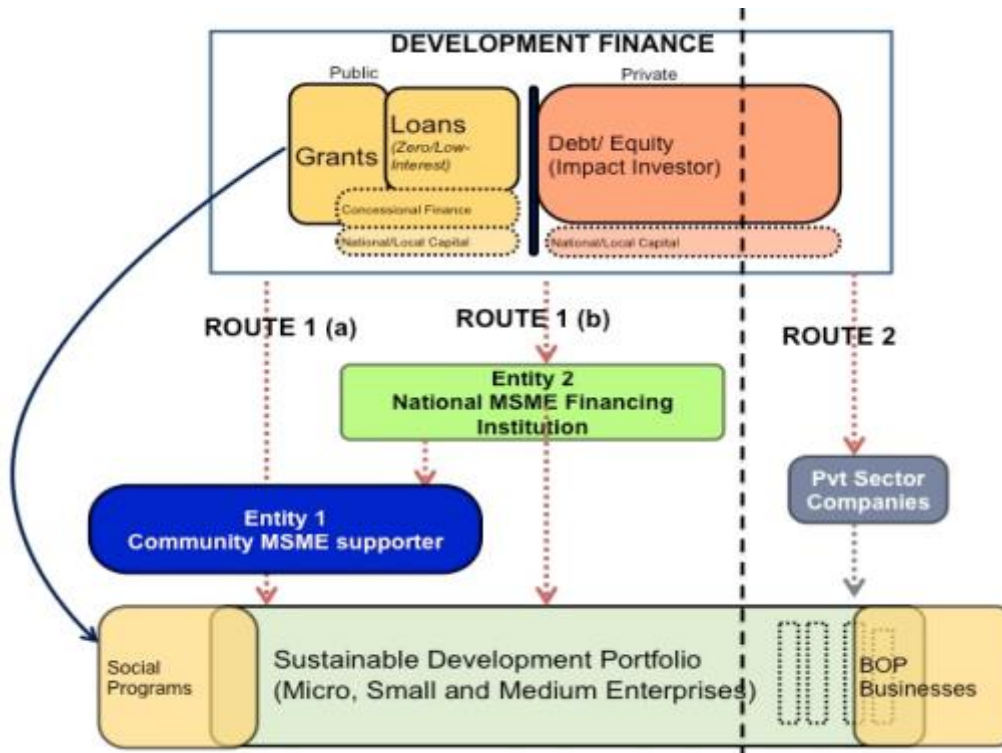 DEVELOPMENT FINANCE
Public
Private
Grants
Loans
(Zero/Low-
Interest)
Debt/ Equity
(Impact Investor)
Concessional Finance
National/Local Capital
National/Local Capital
ROUTE 1 (a)
ROUTE 1 (b)
ROUTE 2
Entity 2
National MSME Financing
Institution
Pvt Sector
Companies
Entity 1
Community MSME supporter
Social
Programs
Sustainable Development Portfolio
(Micro, Small and Medium Enterprises)
BOP
Businesses